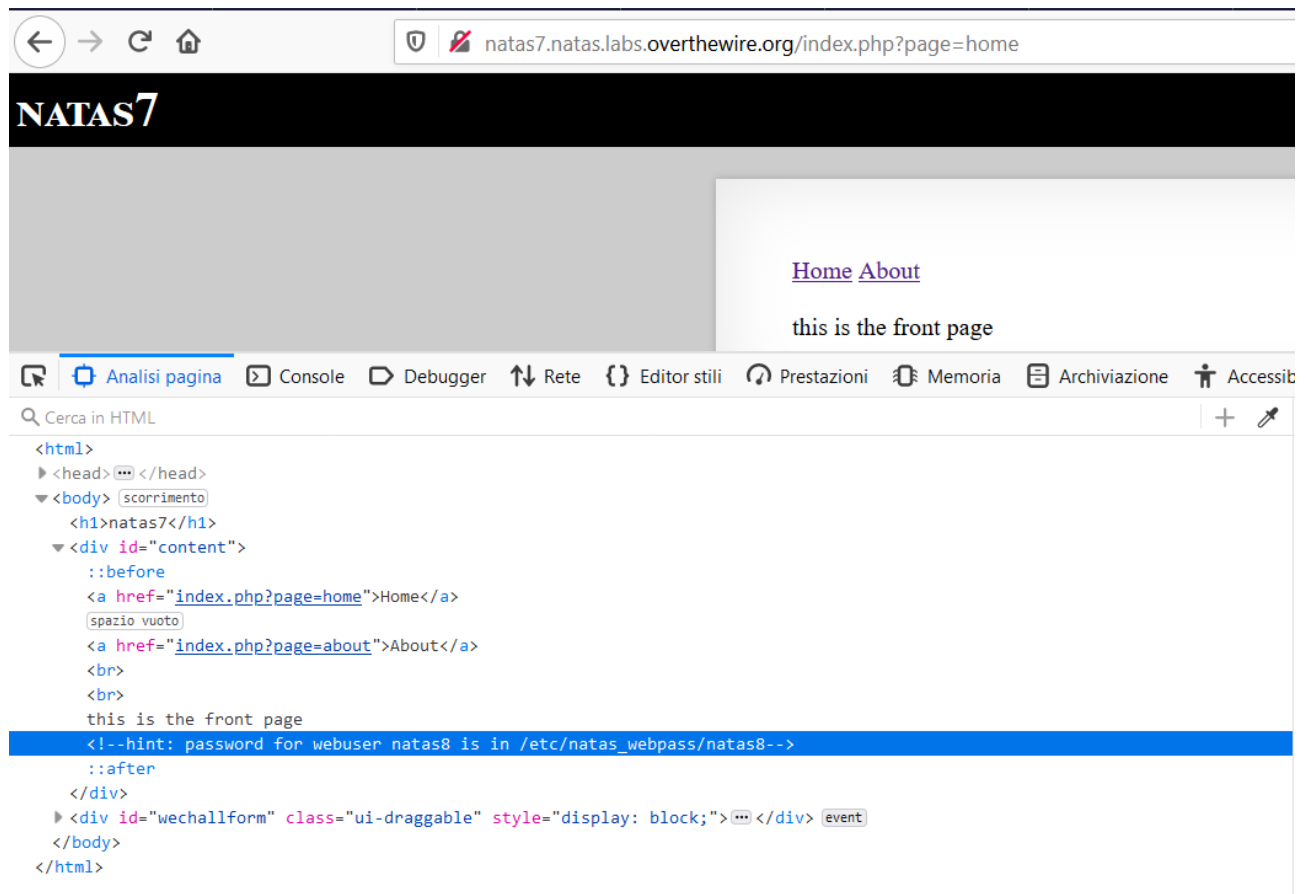 natas7.natas.labs.overthewire.org/index.php?page=home
NATAS7
Home About
this is the front page
Analisi pagina Console Debugger Rete Editor stili Prestazioni Memoria Archiviazione Accessib
Cerca in HTML
<html>
<head> ••• </head>
<body> scorrimento
<h1>natas7</h1>
<div id="content">
::before
<a href="index.php?page=home">Home</a>
spazio vuoto
<a href="index.php?page=about">About</a>
<br>
<br>
this is the front page
<!--hint: password for webuser natas8 is in /etc/natas_webpass/natas8-->
::after
</div>
<div id="wechallform" class="ui-draggable" style="display: block;"> ••• </div> event
</body>
</html>